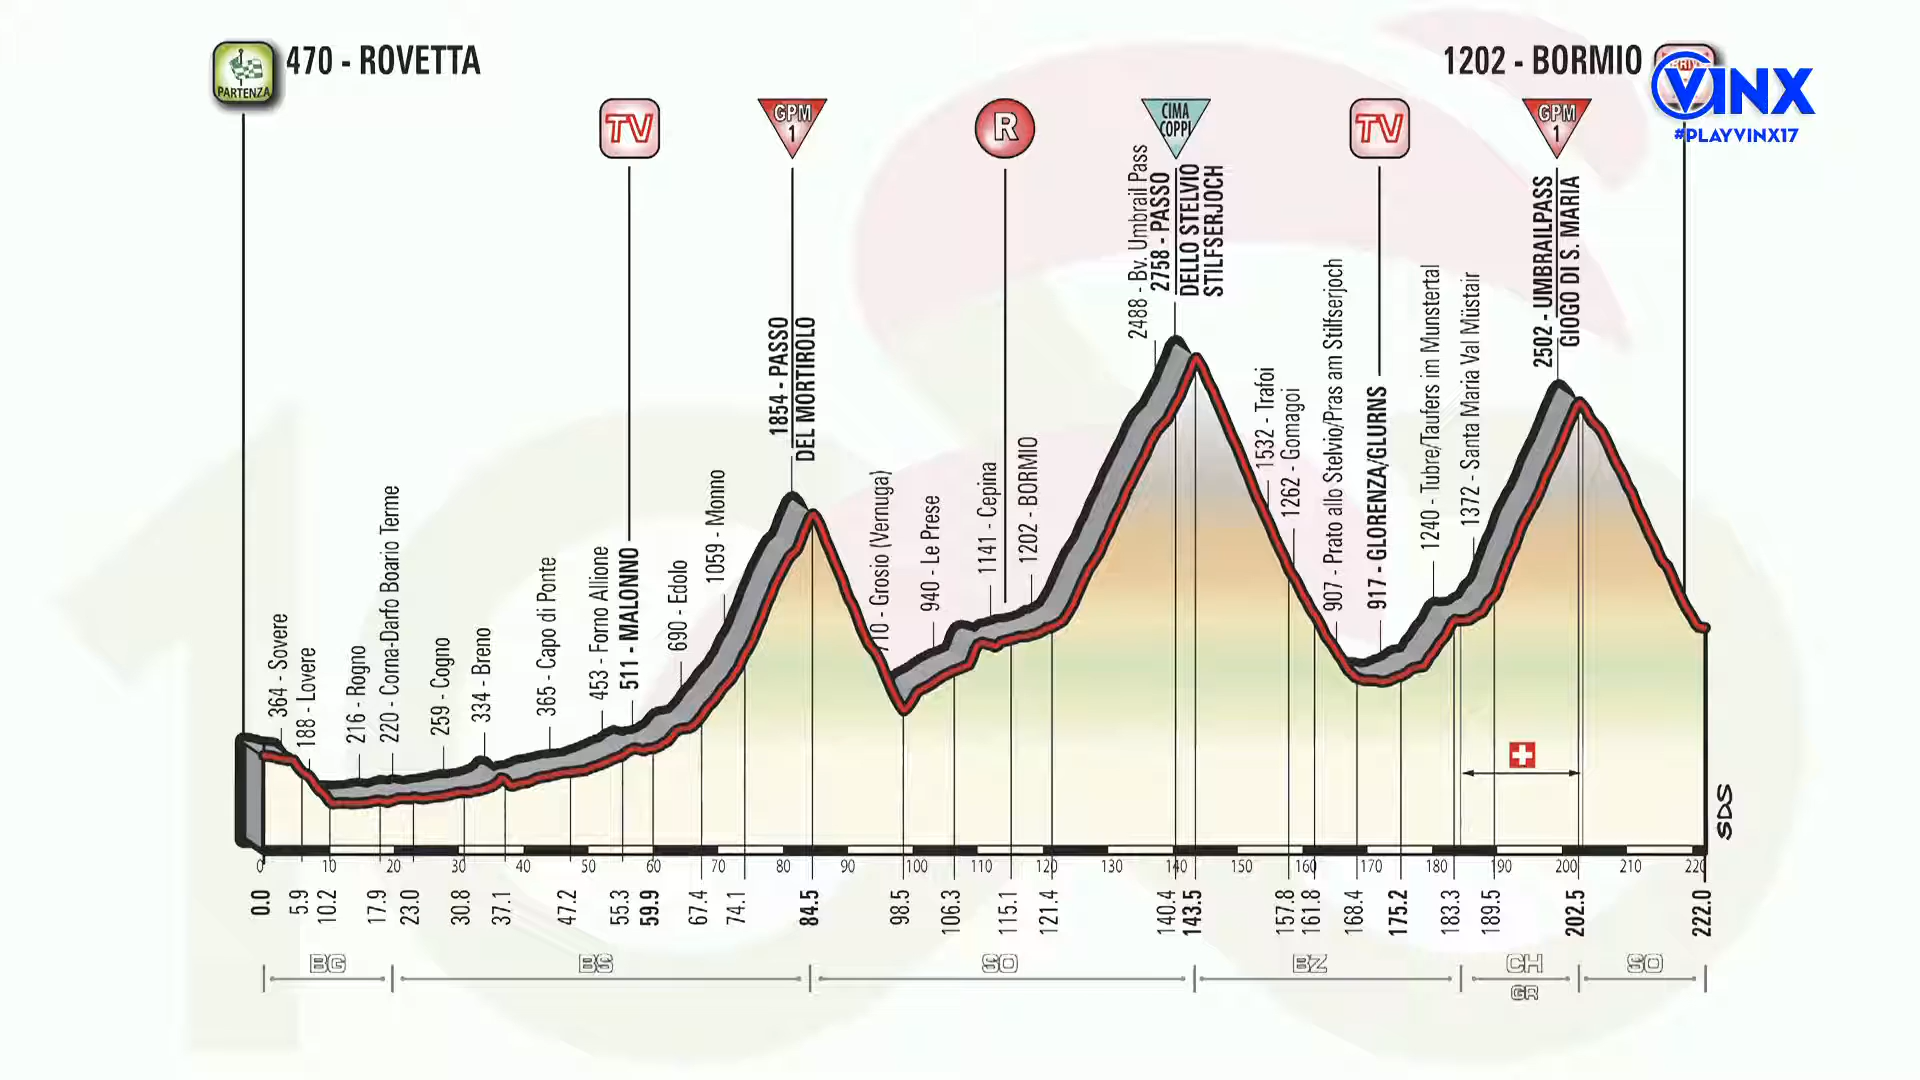 470 - ROVETTA
PARTENZA
1202 - BORMIO
VINX
#PLAYVINX17
TV
GPM
1
R
CIMA
COPPI
TV
GPM
1
364 - Sovere
188 - Lovere
216 - Rogno
220 - Corna-Darfo Boario Terme
259 - Cogno
334 - Breno
365 - Capo di Ponte
453 - Forno Allione
511 - MALONNO
690 - Edolo
1059 - Monno
1854 - PASSO
DEL MORTIROLO
710 - Grosio (Vernuga)
940 - Le Prese
1141 - Cepina
1202 - BORMIO
2488 - Bv. Umbrail Pass
2758 - PASSO
DELLO STELVIO
STILFSERJOCH
1532 - Trafoi
1262 - Gomagoi
907 - Prato allo Stelvio/Pras am Stilfserjoch
917 - GLORENZA/GLURNS
1240 - Tubre/Taufers im Munstertal
1372 - Santa Maria Val Müstair
2502 - UMBRAILPASS
GIOGO DI S. MARIA
SDS
0 10 20 30 40 50 60 70 80 90 100 110 120 130 140 150 160 170 180 190 200 210 220
0.0 5.9 10.2 17.9 23.0 30.8 37.1 47.2 55.3 59.9 67.4 74.1 84.5 98.5 106.3 115.1 121.4 140.4 143.5 157.8 161.8 168.4 175.2 183.3 189.5 202.5 222.0
BG BS SO BZ CH SO
GR